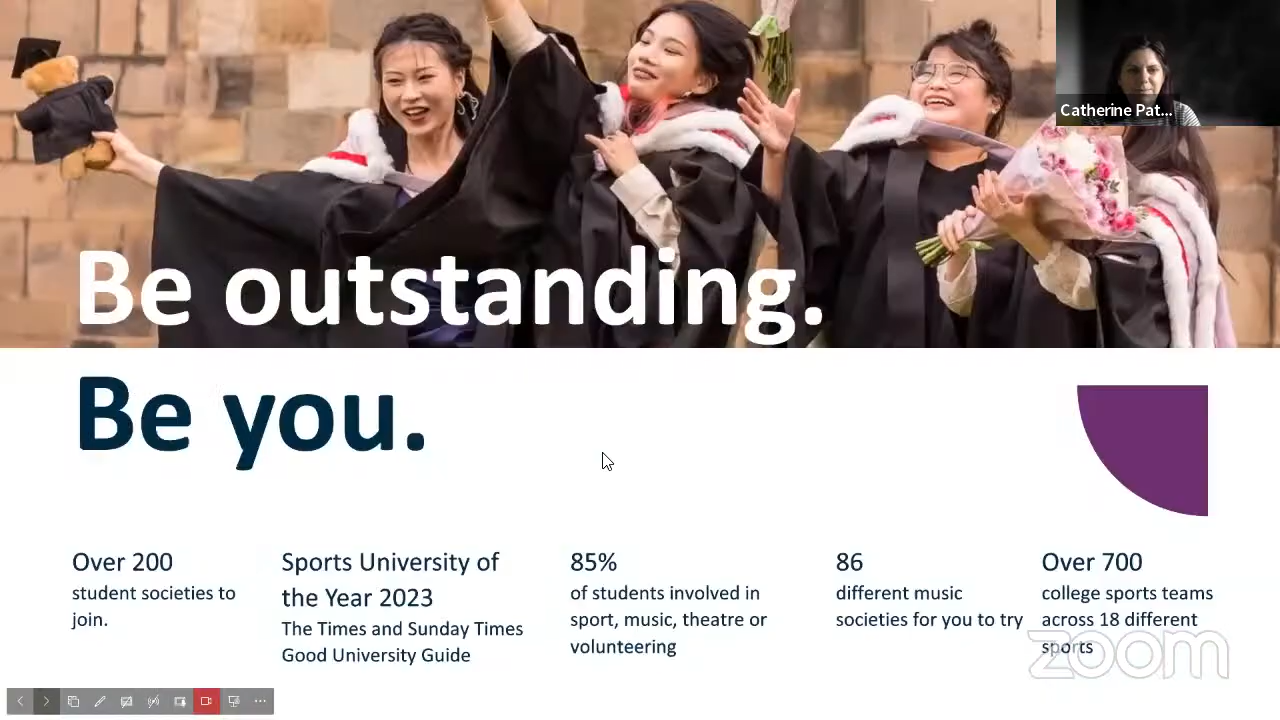 Catherine Pat...
Be outstanding.
Be you.
Over 200
student societies to
join.
Sports University of
the Year 2023
The Times and Sunday Times
Good University Guide
85%
of students involved in
sport, music, theatre or
volunteering
86
different music
societies for you to try
Over 700
college sports teams
across 18 different
sports
zoom